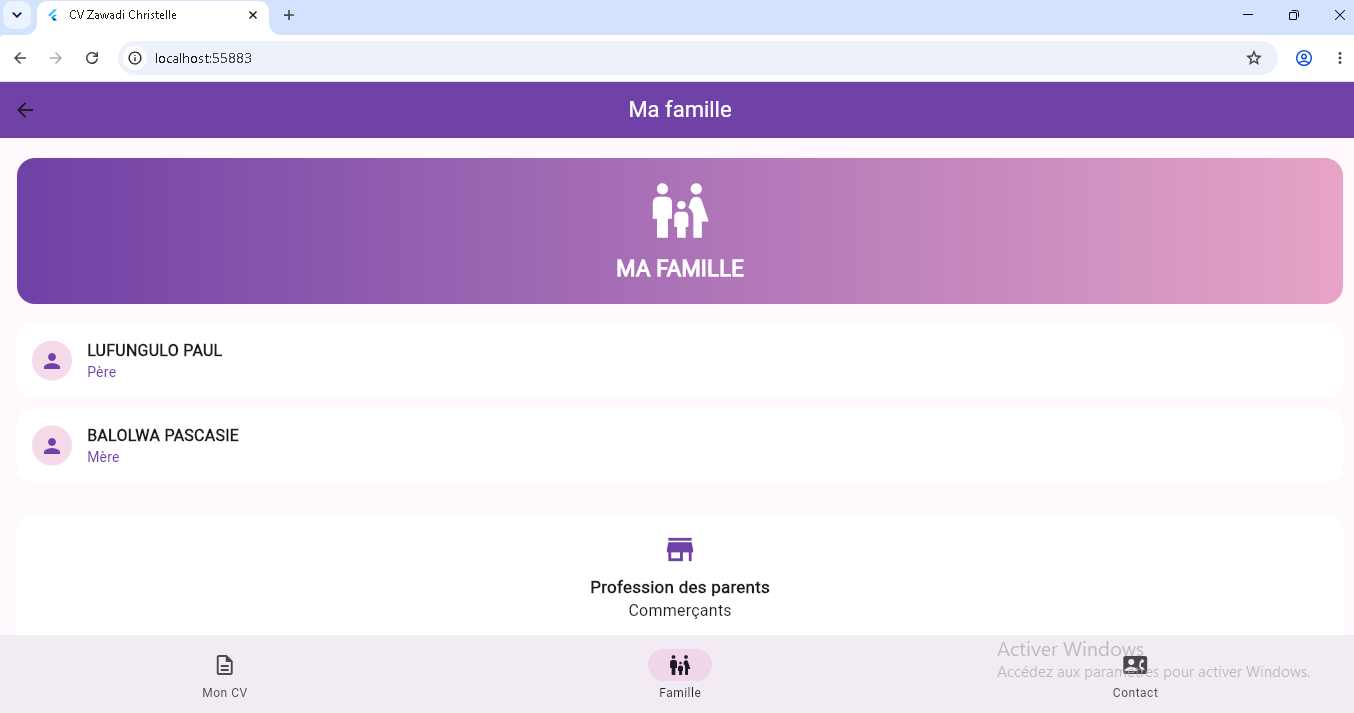 CV Zawadi Christelle
localhost:55883
Ma famille
MA FAMILLE
LUFUNGULO PAUL
Père
BALOLWA PASCASIE
Mère
Profession des parents
Commerçants
Activer Windows
Accédez aux paramètres pour activer Windows.
Mon CV
Famille
Contact